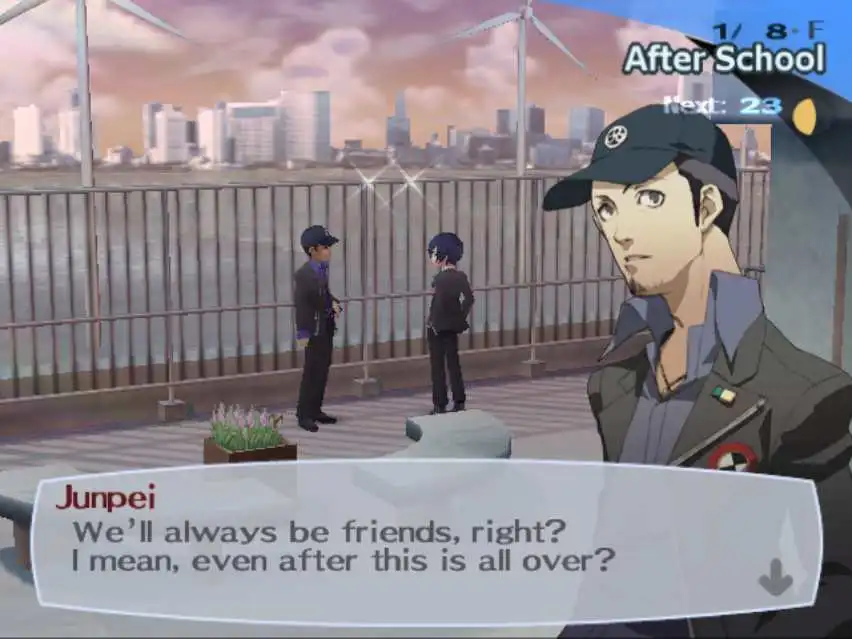 1/ 8・F
After School
Next: 23
Junpei
We'll always be friends, right?
I mean, even after this is all over?